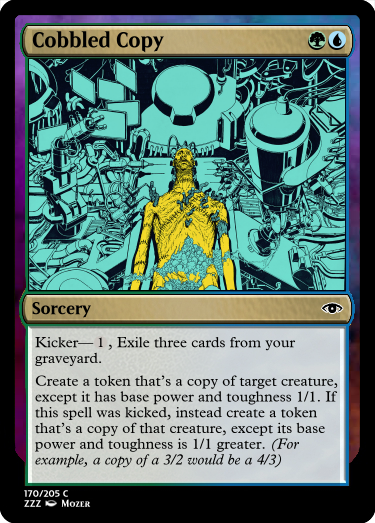 Cobbled Copy
Sorcery
Kicker— 1 , Exile three cards from your
graveyard.
Create a token that's a copy of target creature,
except it has base power and toughness 1/1. If
this spell was kicked, instead create a token
that's a copy of that creature, except its base
power and toughness is 1/1 greater. (For
example, a copy of a 3/2 would be a 4/3)
170/205 C
ZZZ Mozer